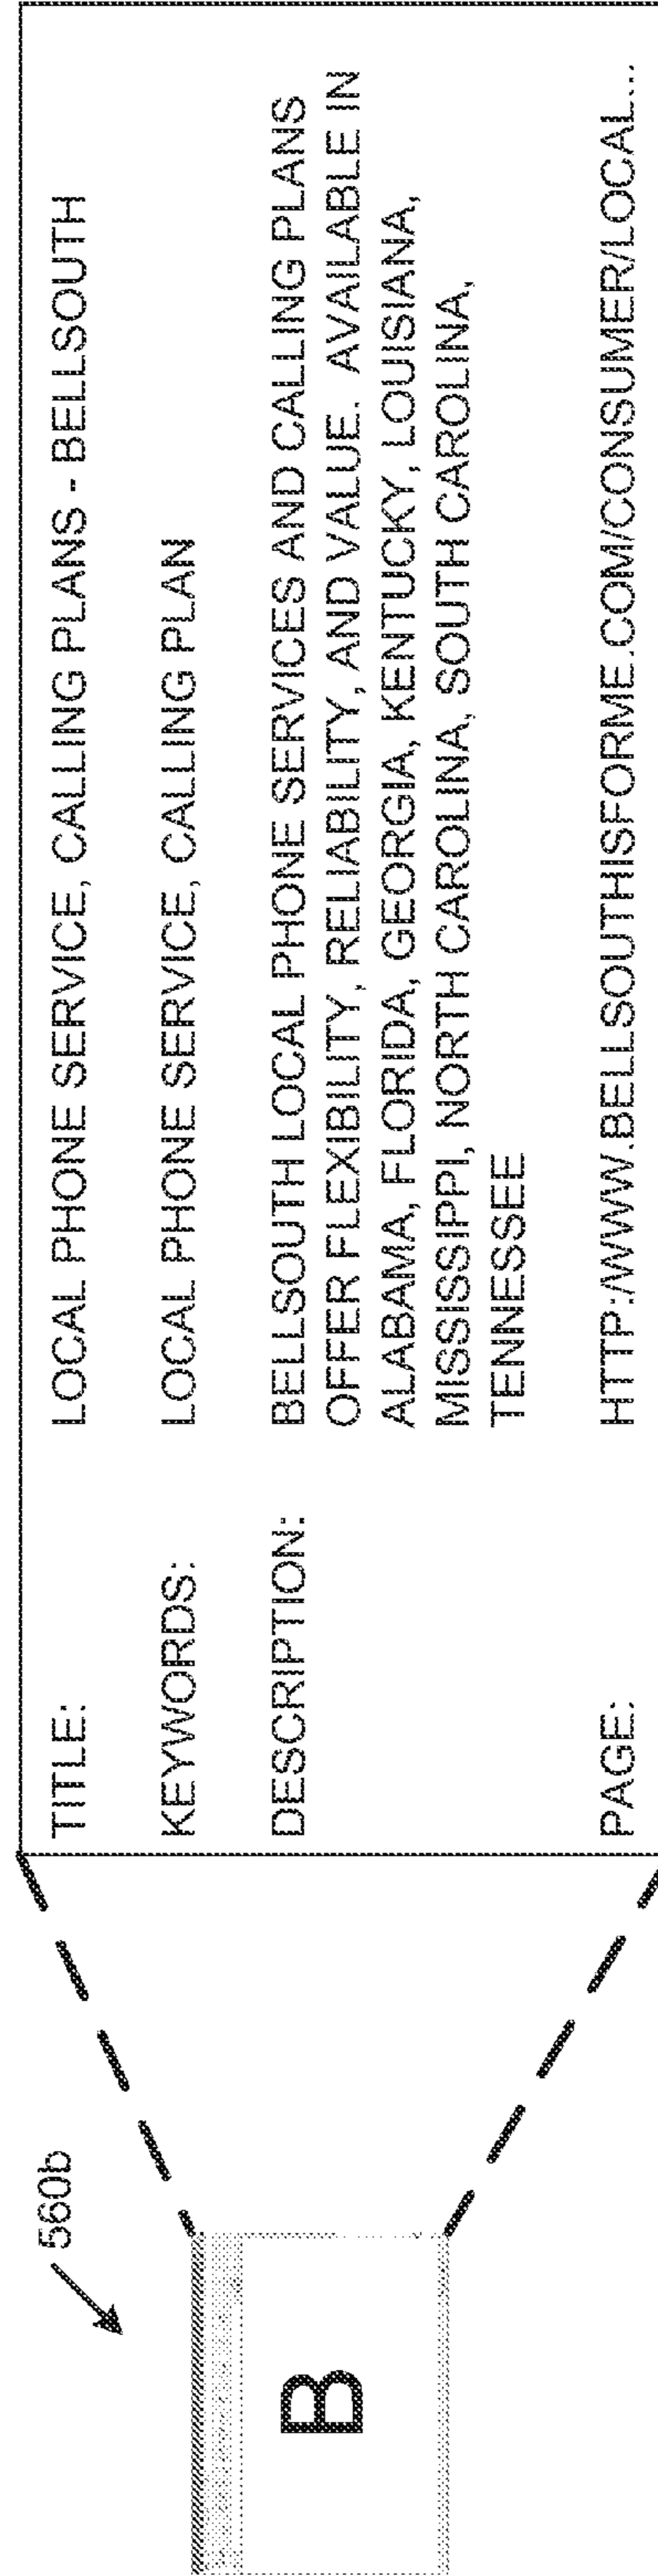 560b
B
TITLE: LOCAL PHONE SERVICE, CALLING PLANS - BELLSOUTH
KEYWORDS: LOCAL PHONE SERVICE, CALLING PLAN
DESCRIPTION: BELLSOUTH LOCAL PHONE SERVICES AND CALLING PLANS
OFFER FLEXIBILITY, RELIABILITY, AND VALUE. AVAILABLE IN
ALABAMA, FLORIDA, GEORGIA, KENTUCKY, LOUISIANA,
MISSISSIPPI, NORTH CAROLINA, SOUTH CAROLINA,
TENNESSEE
PAGE: HTTP://WWW.BELLSOUTHISFORME.COM/CONSUMER/LOCAL...